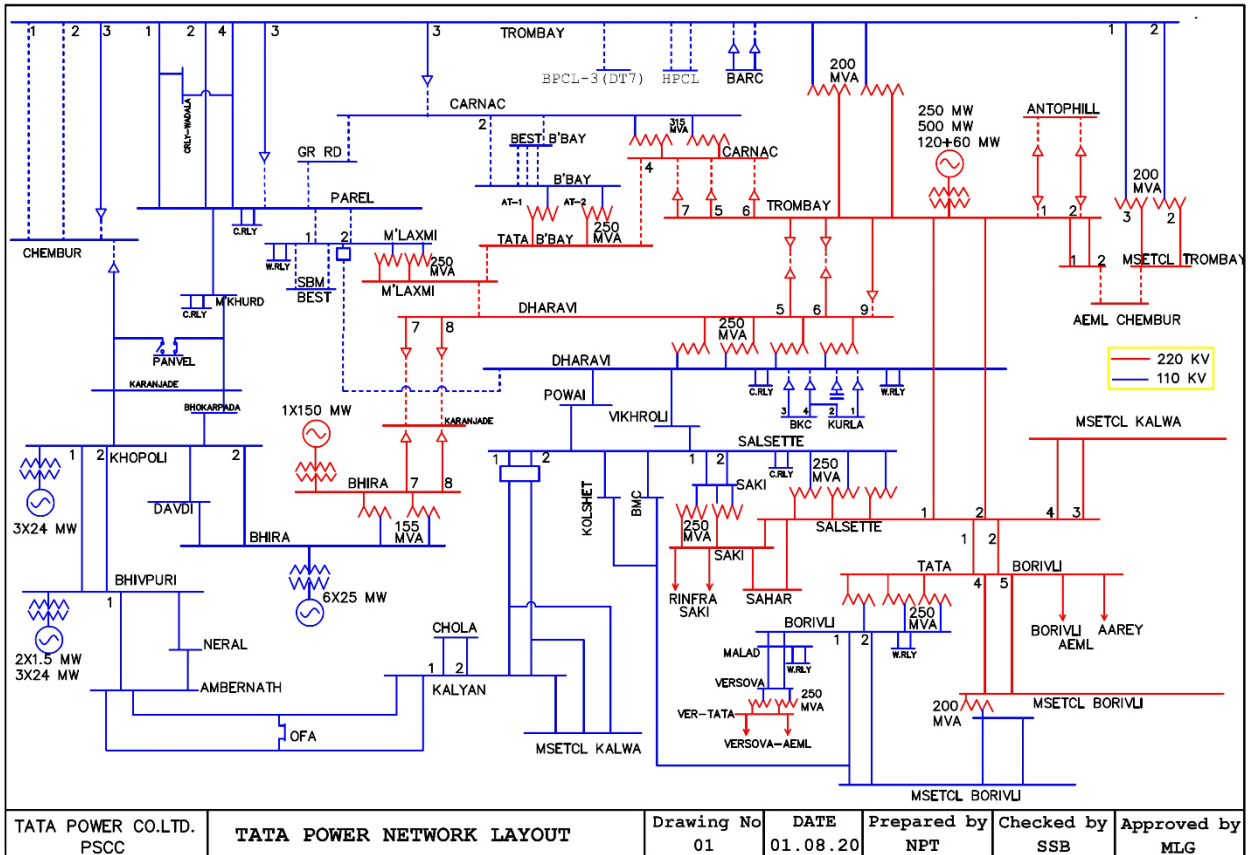 1 2 3 1 2 4 3 3 TROMBAY 1 2
200 MVA
BPCL-3(DT7) HPCL BARC
ORLY-WADALA
CARNAC
2
315 MVA
BEST B'BAY
GR RD
CARNAC
4
250 MW
500 MW
120+60 MW
ANTOPHILL
200 MVA
B'BAY
AT-1 AT-2
250 MVA
PAREL
C.RLY
7 5 6 TROMBAY 1 2
3 2
CHEMBUR
1 2 M'LAXMI
W.RLY
250 MVA
TATA B'BAY
SBM
BEST
M'LAXMI
1 2
MSETCL TROMBAY
M'KHURD
C.RLY
AEML CHEMBUR
DHARAVI 5 6 9
7 8
250 MVA
PANVEL
220 KV
110 KV
DHARAVI
KARANJADE
C.RLY W.RLY
POWAI
VIKHROLI
3 4 2 1
BKC KURLA
BHOKARPADA
1X150 MW
KARANJADE
MSETCL KALWA
1 2 KHOPOLI 2
SALSETTE
1 2 1 2
C.RLY
250 MVA
BHIRA 7 8
KOLSHET
BMC
SAKI
3X24 MW
DAVDI
155 MVA
250 MVA
SALSETTE 1 2 4 3
BHIRA
SAKI
1 2
TATA BORIVLI
4 5
BHIVPURI
1
6X25 MW
RINFRA
SAKI
SAHAR
250 MVA
BORIVLI
AEML
AAREY
NERAL
CHOLA
BORIVLI
1 2
W.RLY
2X1.5 MW
3X24 MW
MALAD
W.RLY
AMBERNATH
1 2
KALYAN
VERSOVA
250 MVA
VER-TATA
MSETCL BORIVLI
200 MVA
OFA
VERSOVA-AEML
MSETCL KALWA
MSETCL BORIVLI
TATA POWER CO.LTD.
PSCC
TATA POWER NETWORK LAYOUT
Drawing No
01
DATE
01.08.20
Prepared by
NPT
Checked by
SSB
Approved by
MLG